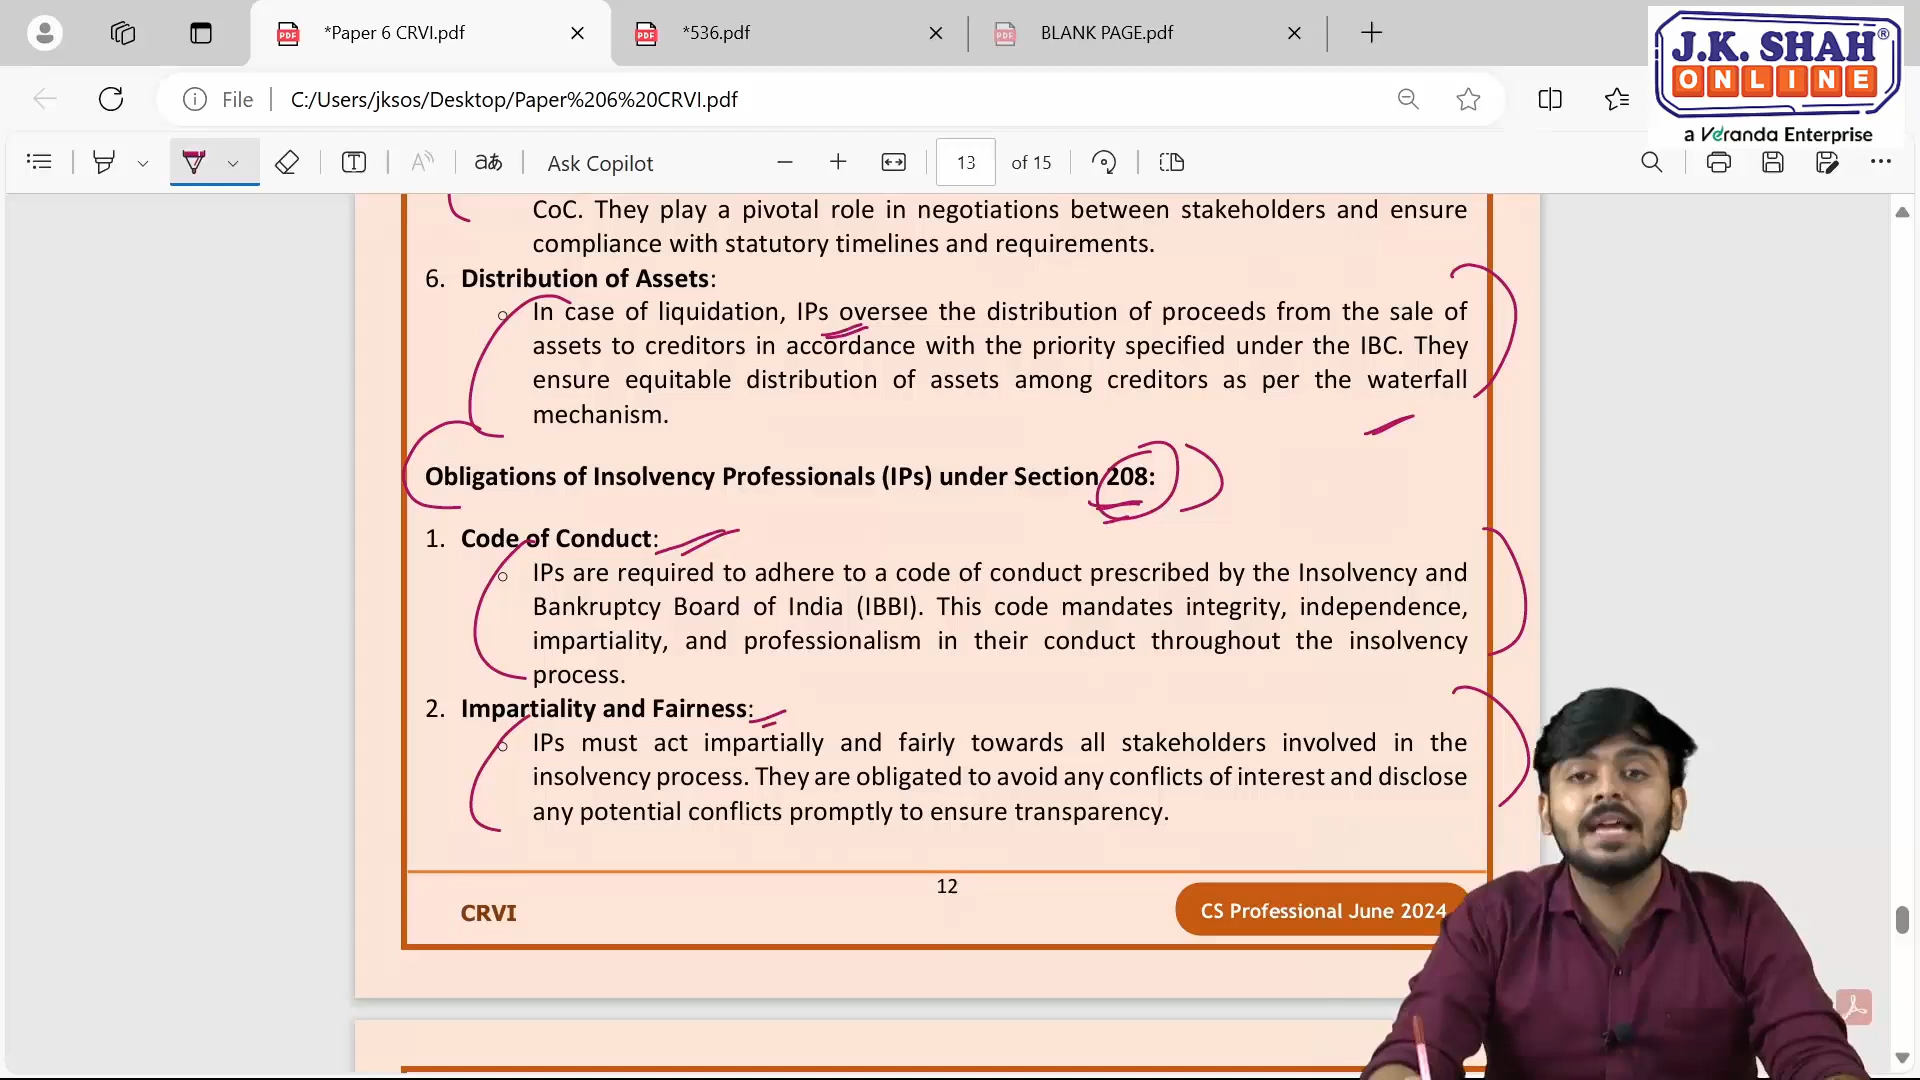 *Paper 6 CRVI.pdf
*536.pdf
BLANK PAGE.pdf
J.K. SHAH®
ONLINE
a Veranda Enterprise
File
C:/Users/jksos/Desktop/Paper%206%20CRVI.pdf
aあ
Ask Copilot
13
of 15
CoC. They play a pivotal role in negotiations between stakeholders and ensure
compliance with statutory timelines and requirements.
6. Distribution of Assets:
In case of liquidation, IPs oversee the distribution of proceeds from the sale of
assets to creditors in accordance with the priority specified under the IBC. They
ensure equitable distribution of assets among creditors as per the waterfall
mechanism.
Obligations of Insolvency Professionals (IPs) under Section 208:
1. Code of Conduct:
IPs are required to adhere to a code of conduct prescribed by the Insolvency and
Bankruptcy Board of India (IBBI). This code mandates integrity, independence,
impartiality, and professionalism in their conduct throughout the insolvency
process.
2. Impartiality and Fairness:
IPs must act impartially and fairly towards all stakeholders involved in the
insolvency process. They are obligated to avoid any conflicts of interest and disclose
any potential conflicts promptly to ensure transparency.
12
CRVI
CS Professional June 2024